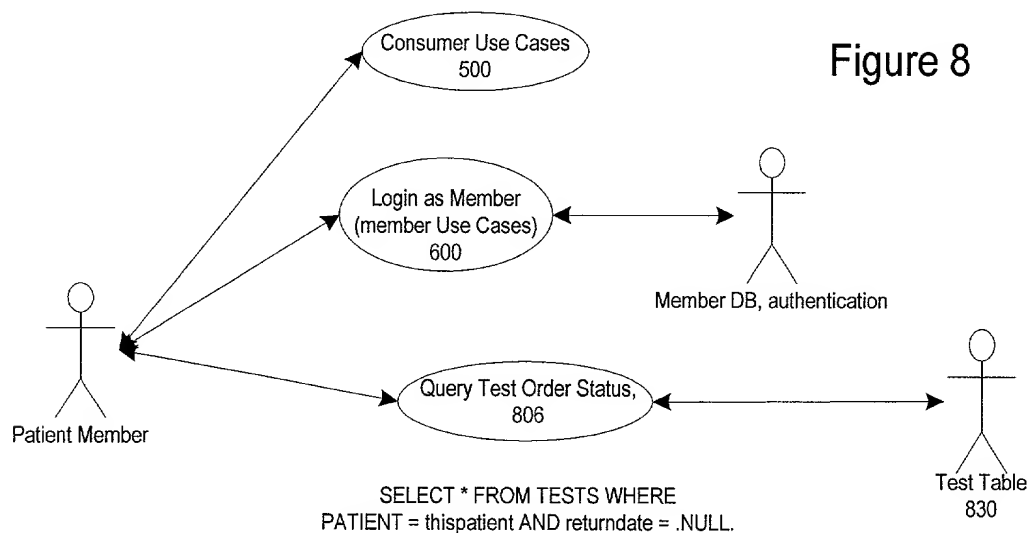 Figure 8
Consumer Use Cases
500
Login as Member
(member Use Cases)
600
Member DB, authentication
Patient Member
Query Test Order Status,
806
Test Table
830
SELECT * FROM TESTS WHERE
PATIENT = thispatient AND returndate = .NULL.